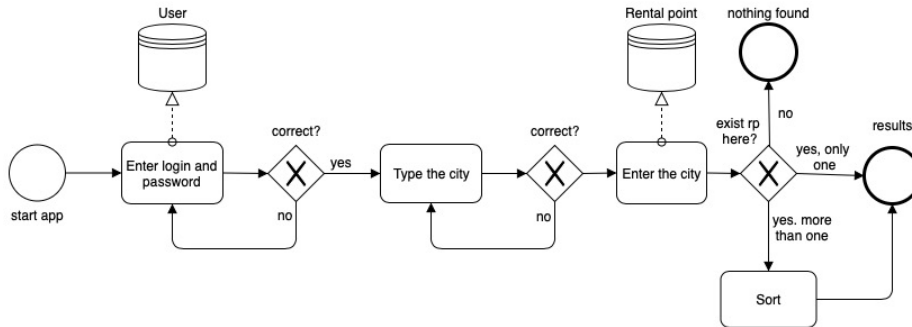 User
Rental point
nothing found
correct?
correct?
exist rp
here?
no
results
Enter login and
password
yes
Type the city
Enter the city
yes, only
one
start app
no
no
yes. more
than one
Sort